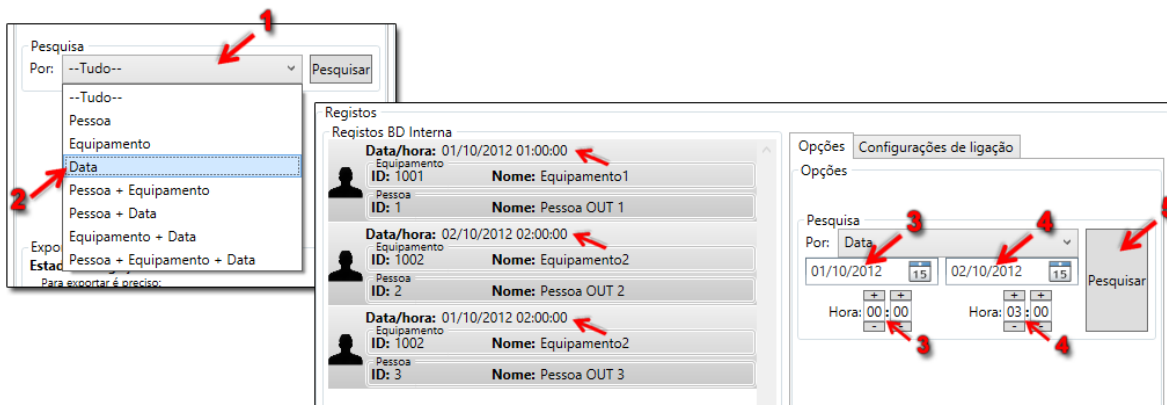 1
Pesquisa
Por: --Tudo-- Pesquisar
--Tudo--
Pessoa
Equipamento
2 Data
Pessoa + Equipamento
Pessoa + Data
Equipamento + Data
Pessoa + Equipamento + Data
Para exportar é preciso:
Registos
Registos BD Interna
Data/hora: 01/10/2012 01:00:00
Equipamento
ID: 1001 Nome: Equipamento1
Pessoa
ID: 1 Nome: Pessoa OUT 1
Data/hora: 02/10/2012 02:00:00
Equipamento
ID: 1002 Nome: Equipamento2
Pessoa
ID: 2 Nome: Pessoa OUT 2
Data/hora: 01/10/2012 02:00:00
Equipamento
ID: 1002 Nome: Equipamento2
Pessoa
ID: 3 Nome: Pessoa OUT 3
Opções Configurações de ligação
Opções
Pesquisa
3 4 5
Por: Data
01/10/2012 15 02/10/2012 15 Pesquisar
+ + + +
Hora: 00 : 00 Hora: 03 : 00
- - - -
3 4